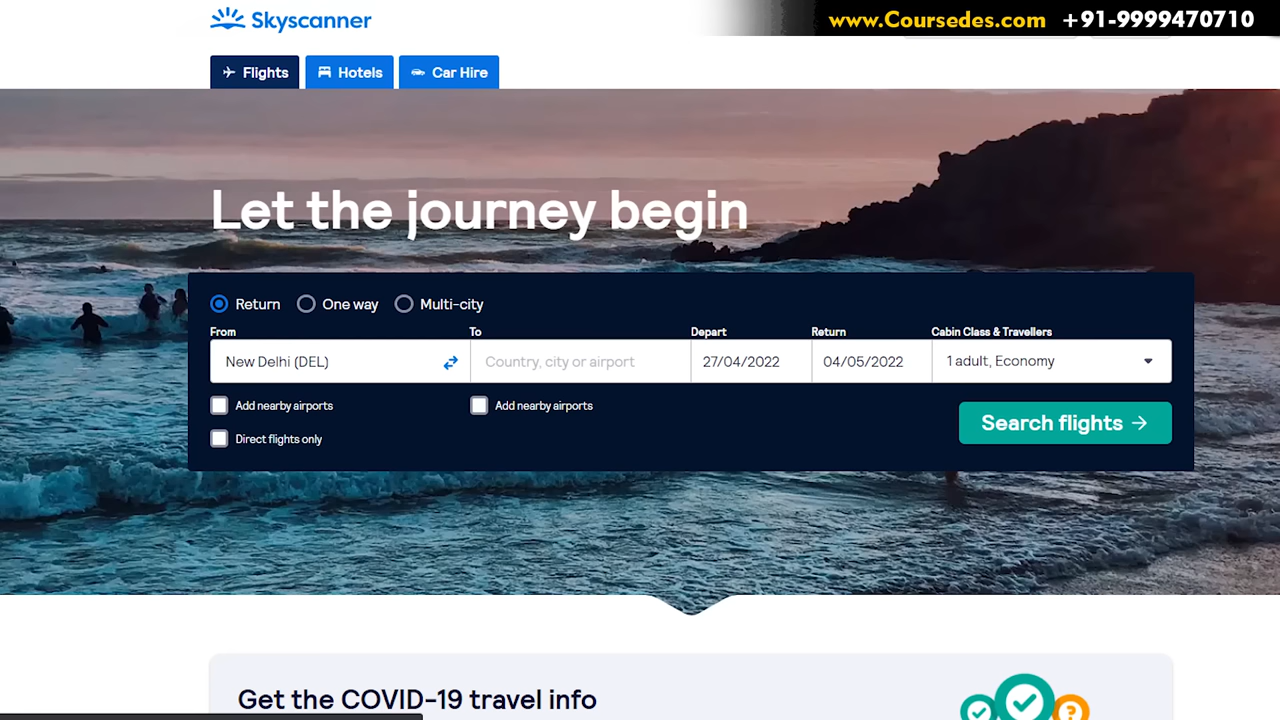 Skyscanner
www.Coursedes.com +91-9999470710
Flights Hotels Car Hire
Let the journey begin
Return One way Multi-city
From To Depart Return Cabin Class & Travellers
New Delhi (DEL) Country, city or airport 27/04/2022 04/05/2022 1 adult, Economy
Add nearby airports Add nearby airports
Search flights
Direct flights only
Get the COVID-19 travel info